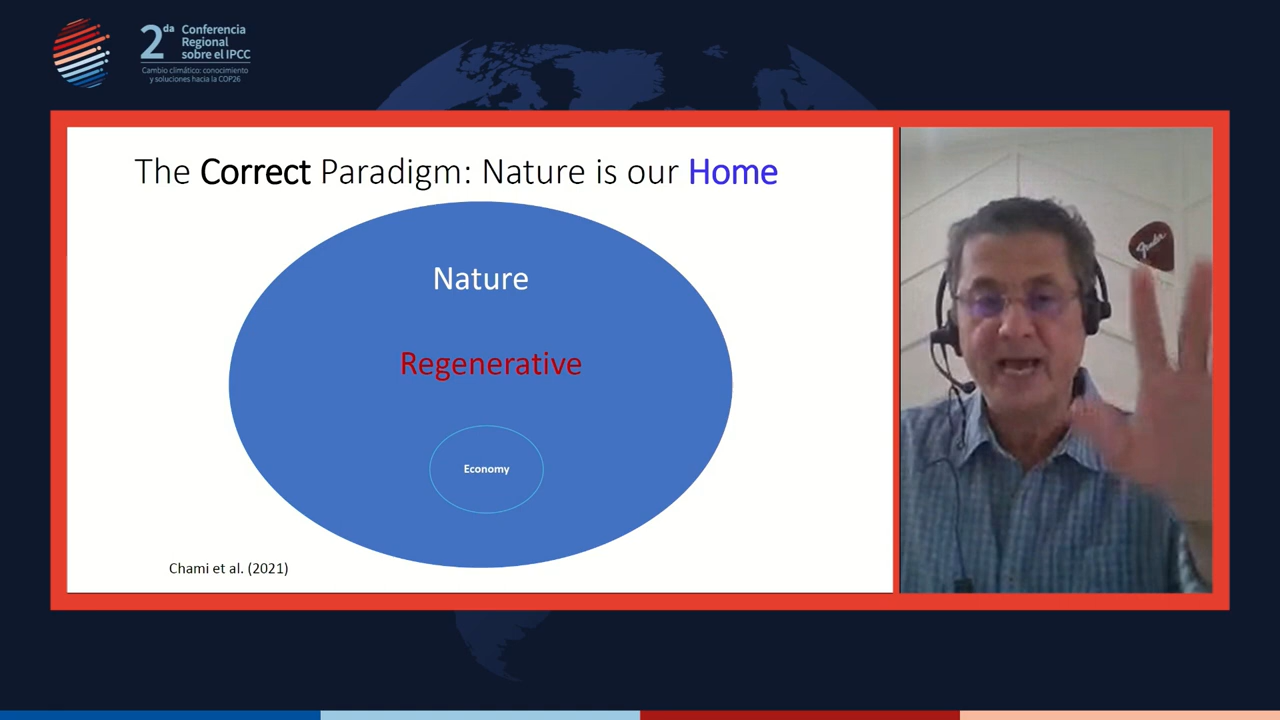 2da Conferencia
Regional
sobre el IPCC
Cambio climático: conocimiento
y soluciones hacia la COP26
The Correct Paradigm: Nature is our Home
Nature
Regenerative
Economy
Chami et al. (2021)
Fender